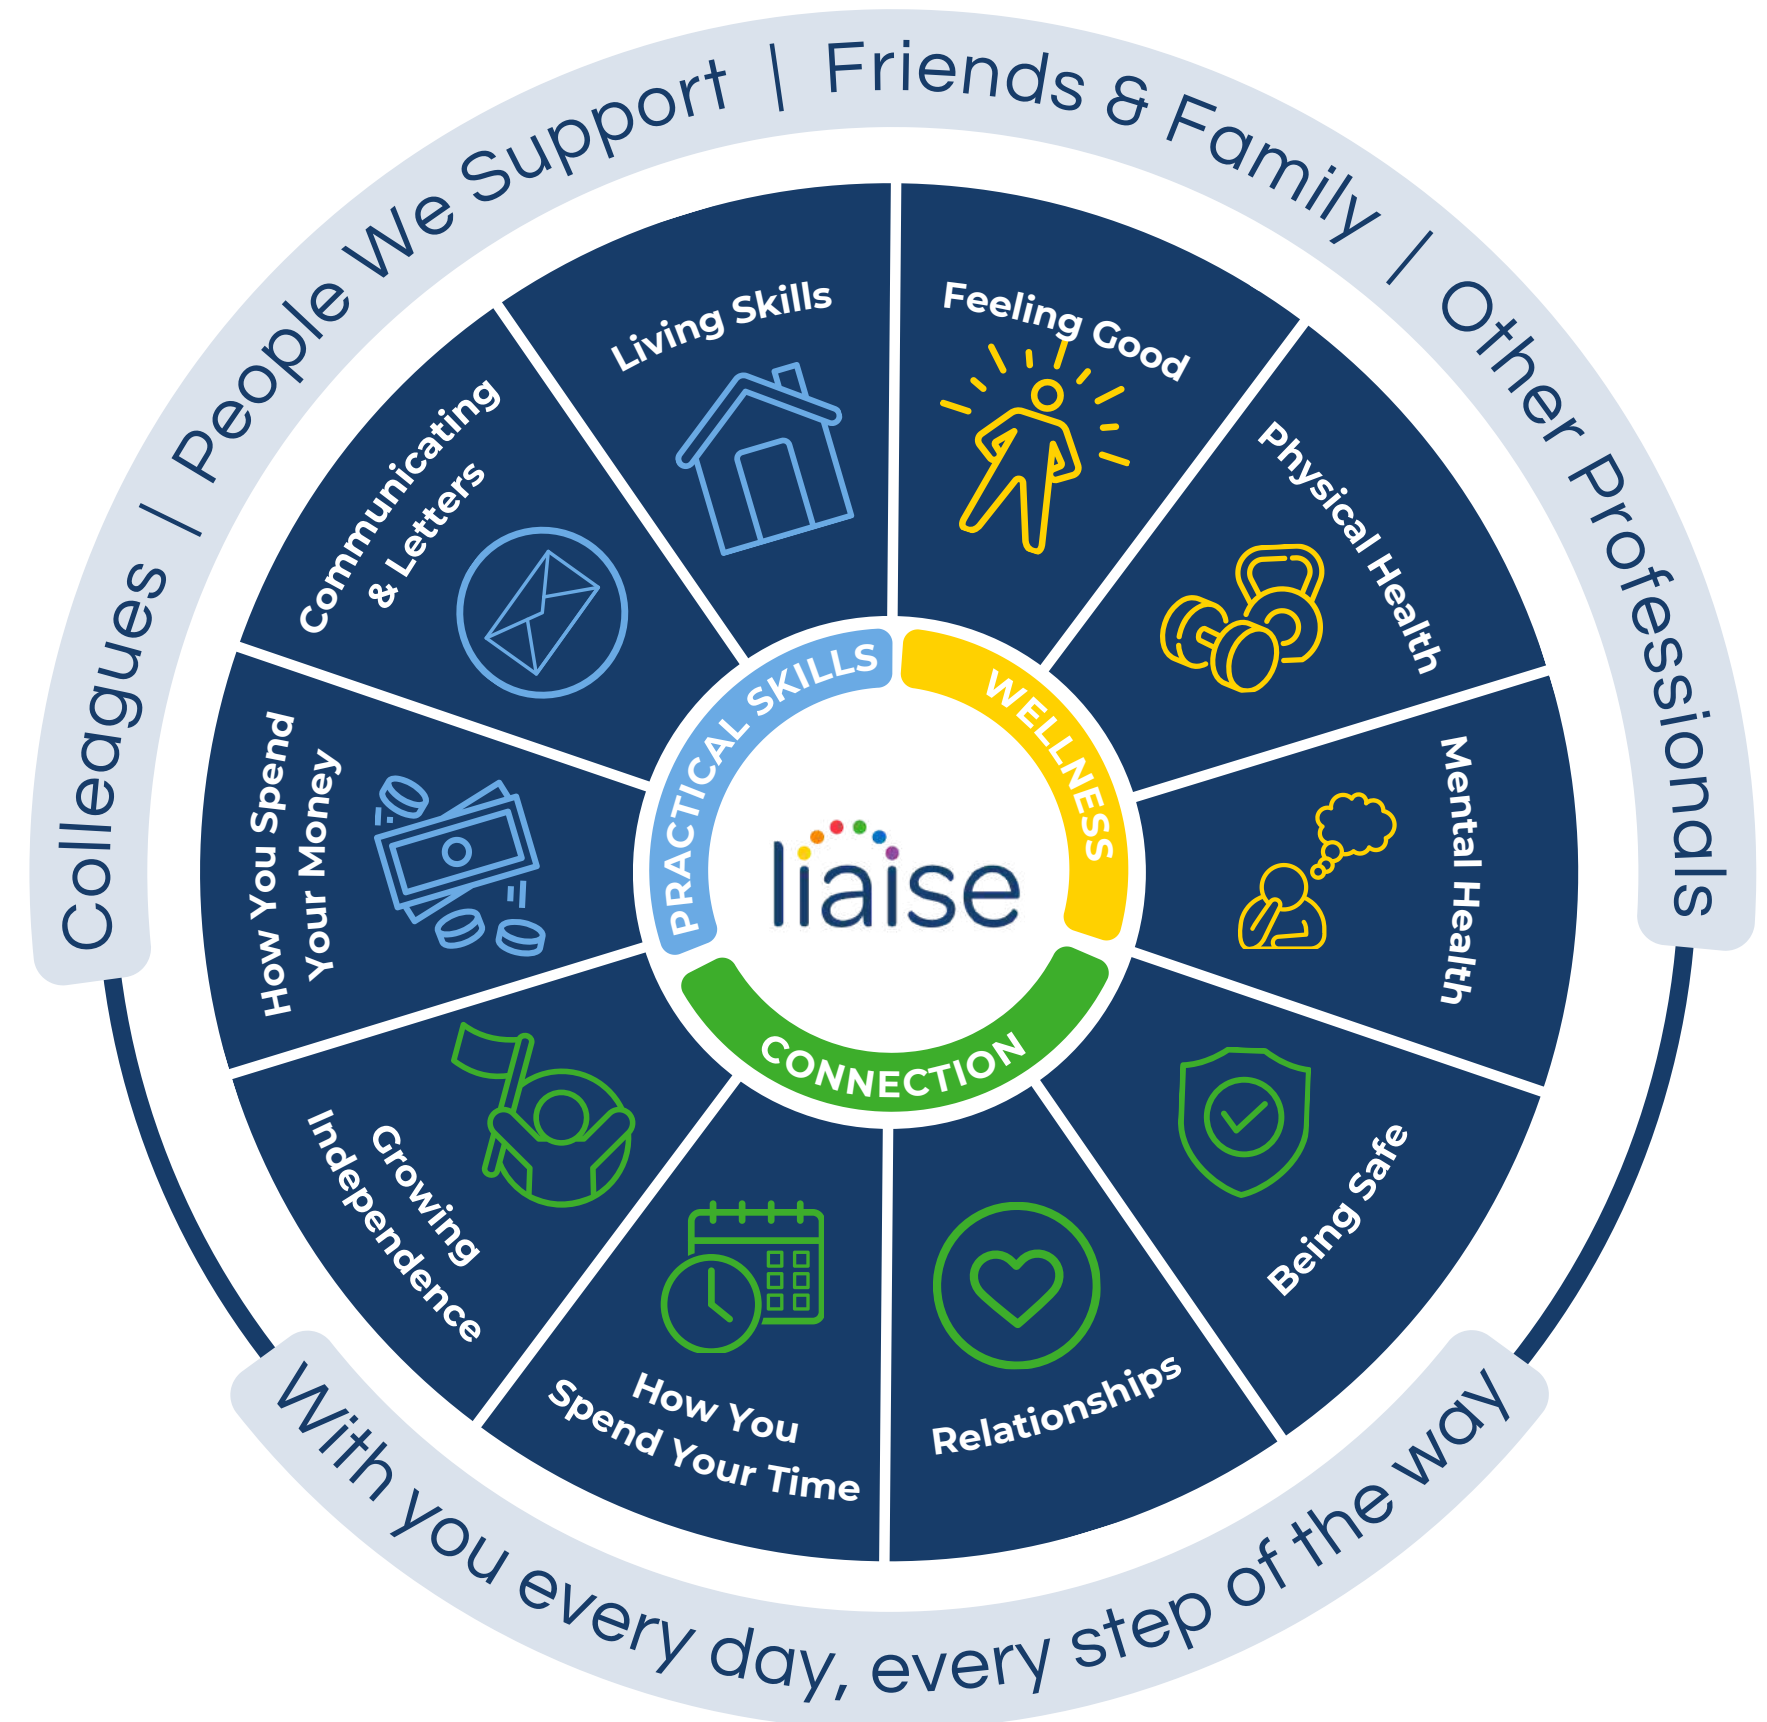 Colleagues | People We Support | Friends & Family | Other Professionals
Living Skills
Feeling Good
Physical Health
Mental Health
Being Safe
Relationships
How You
Spend Your Time
Growing
Independence
How You Spend
Your Money
Communicating
& Letters
PRACTICAL SKILLS
WELLNESS
CONNECTION
liaise
With you every day, every step of the way